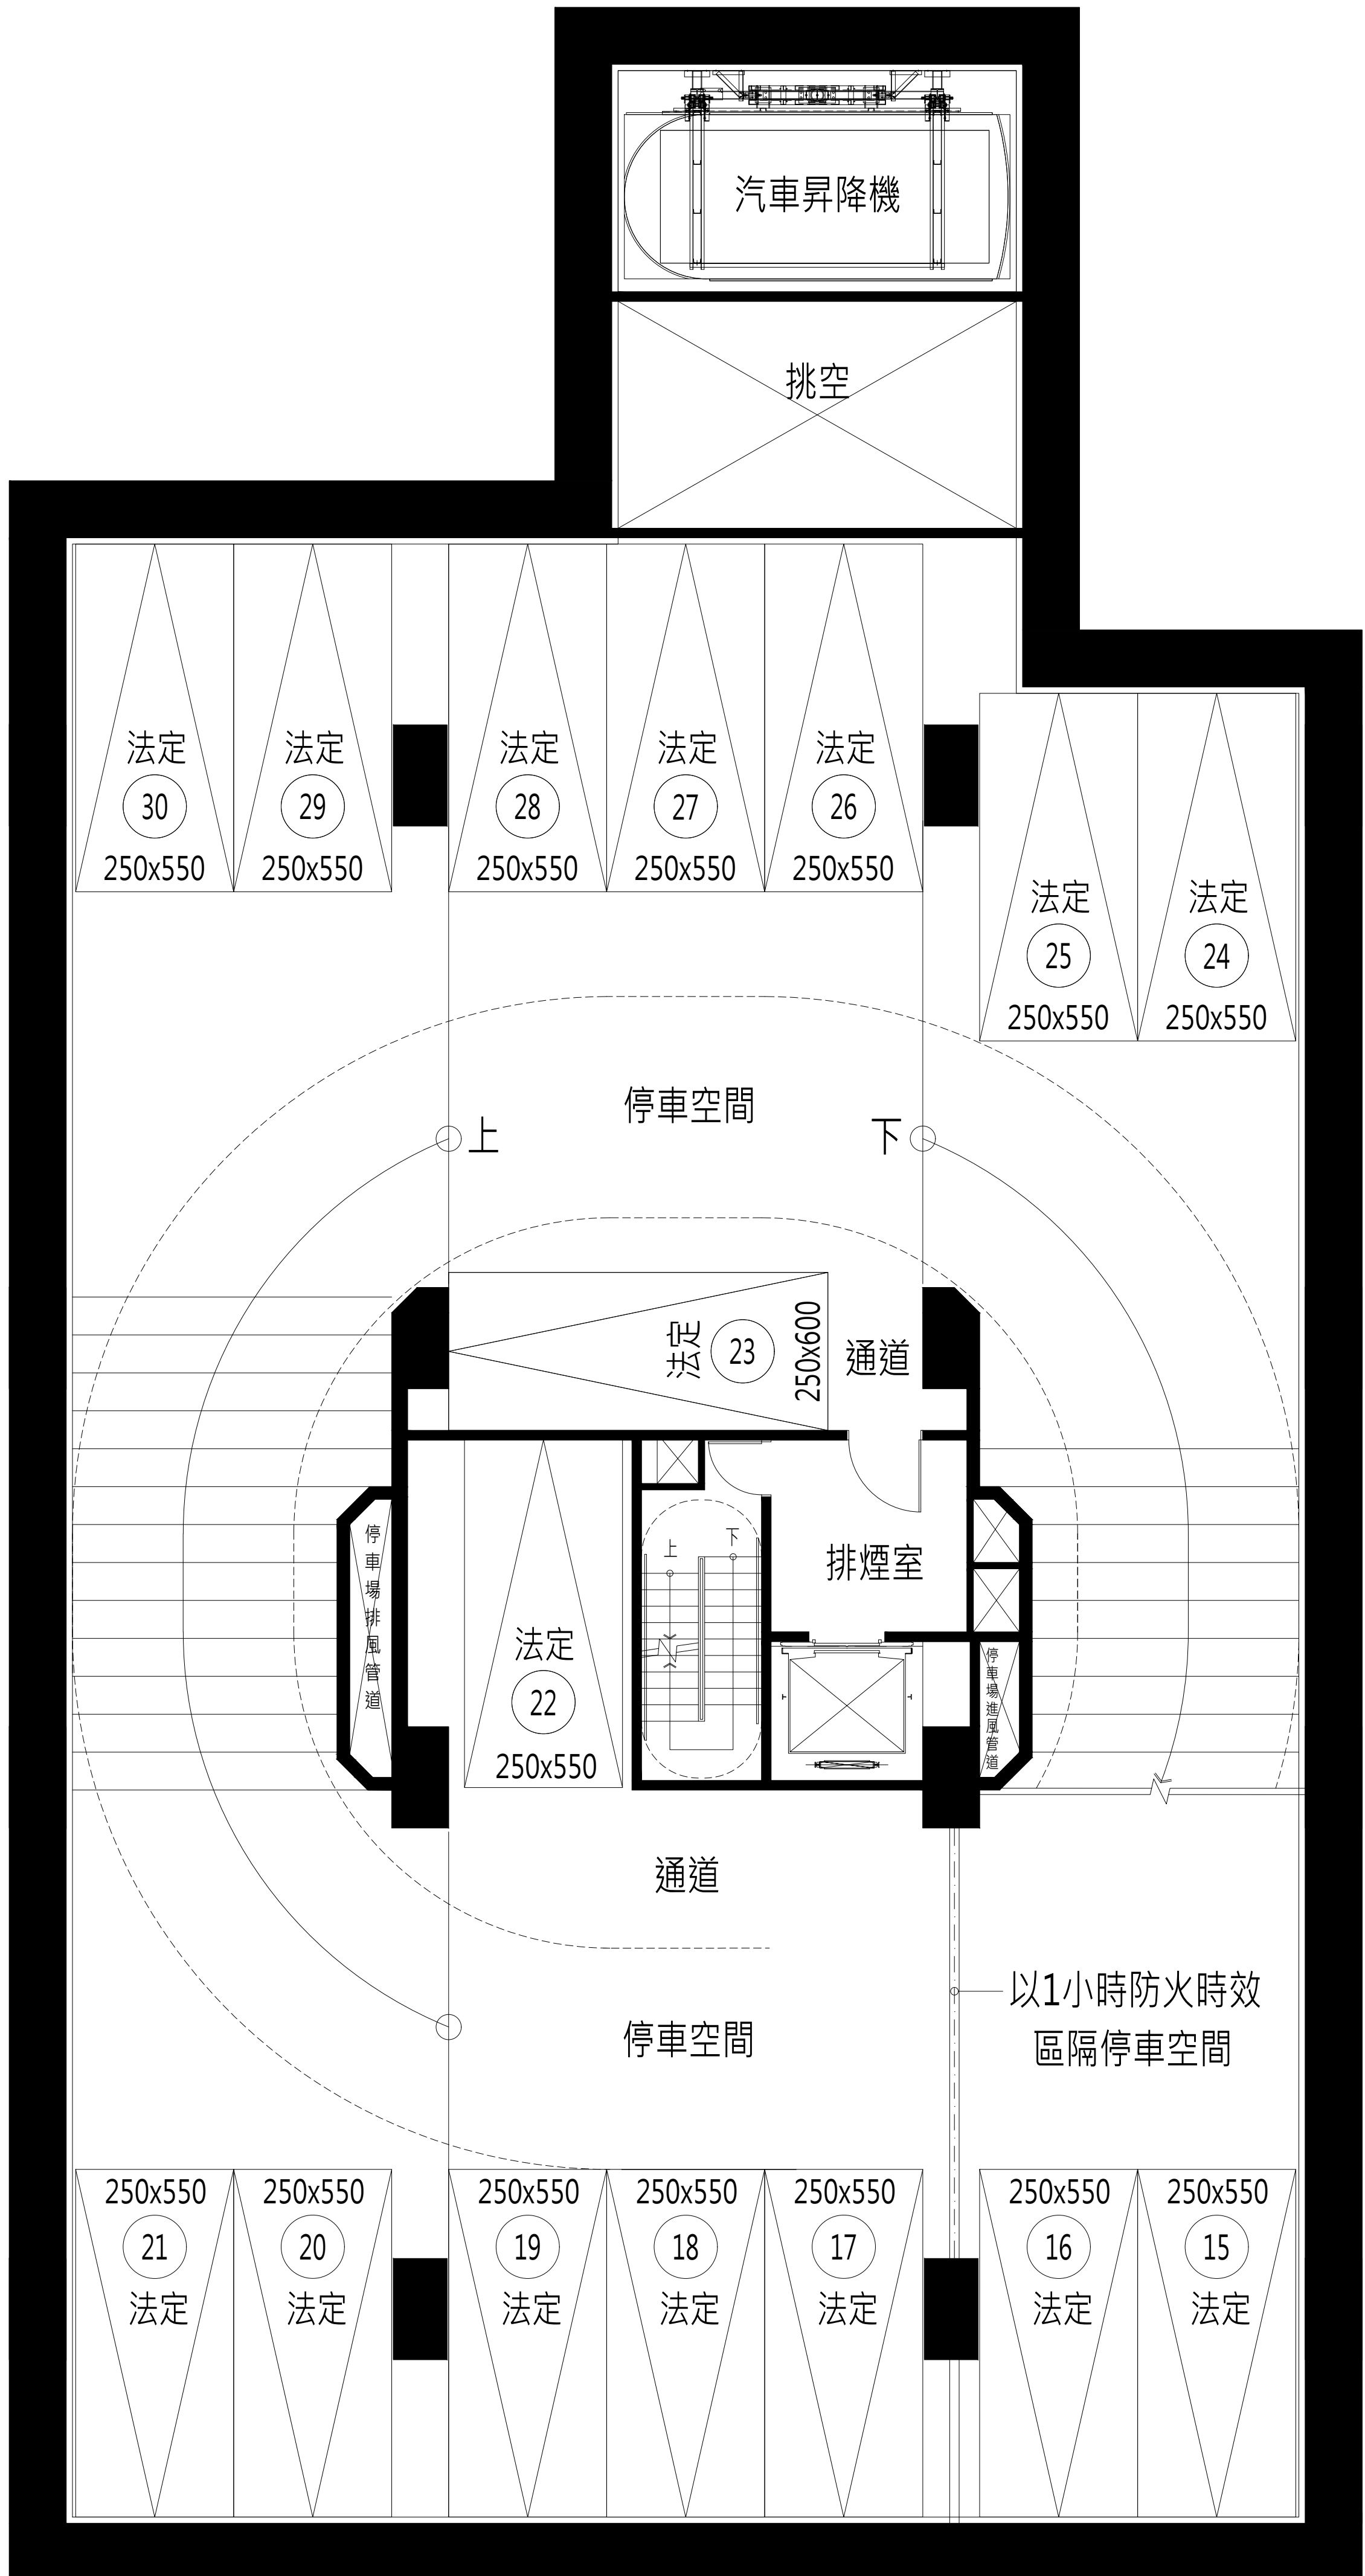 汽車昇降機
挑空
法定
30
250x550
法定
29
250x550
法定
28
250x550
法定
27
250x550
法定
26
250x550
法定
25
250x550
法定
24
250x550
停車空間
上
下
法定
23
250x600
通道
停車場排風管道
法定
22
250x550
上
下
排煙室
停車場進風管道
通道
停車空間
以1小時防火時效
區隔停車空間
250x550
21
法定
250x550
20
法定
250x550
19
法定
250x550
18
法定
250x550
17
法定
250x550
16
法定
250x550
15
法定